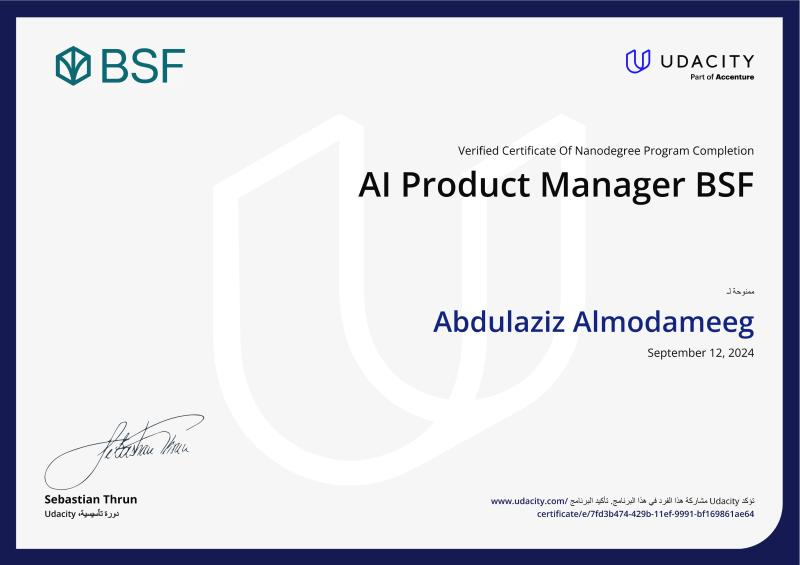 BSF
UDACITY
Part of Accenture
Verified Certificate Of Nanodegree Program Completion
AI Product Manager BSF
ممنوحة لـ
Abdulaziz Almodameeg
September 12, 2024
Sebastian Thrun
Sebastian Thrun
دورة تأسيسية، Udacity
تؤكد Udacity مشاركة هذا الفرد في هذا البرنامج. تأكيد البرنامج www.udacity.com/
certificate/e/7fd3b474-429b-11ef-9991-bf169861ae64